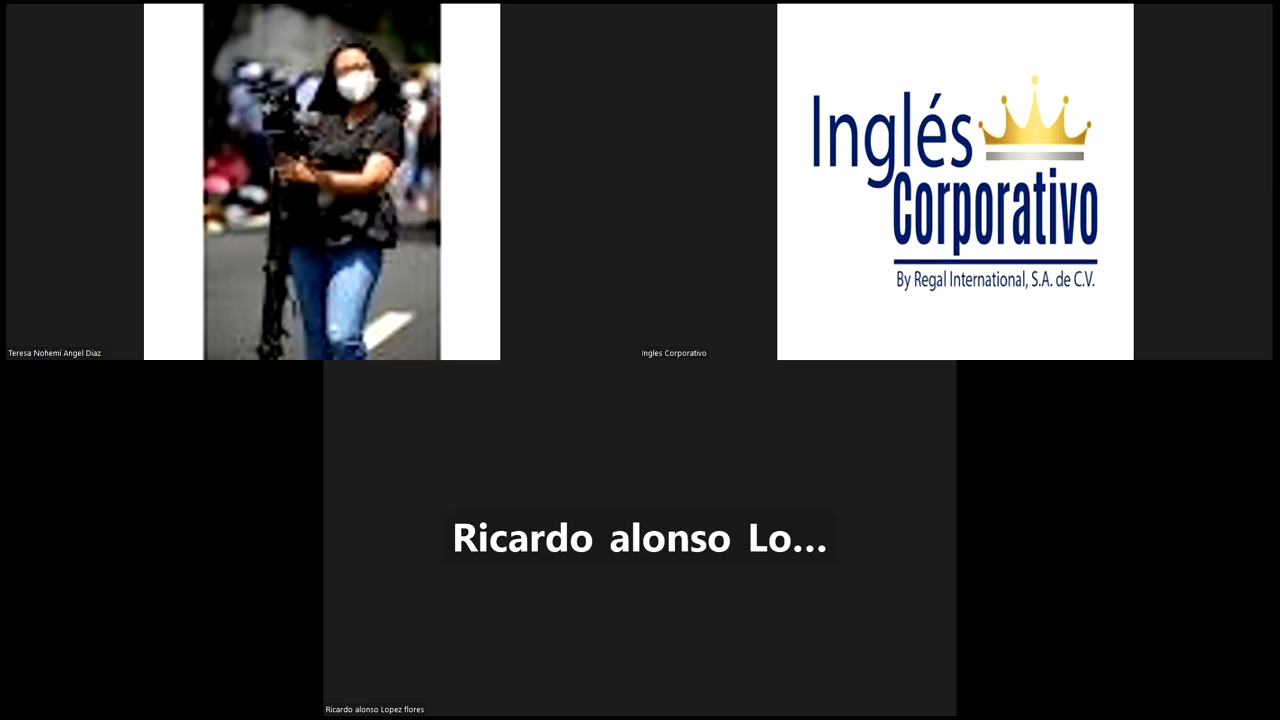 Inglés
Corporativo
By Regal International, S.A. de C.V.
Teresa Nohemí Angel Diaz
Ingles Corporativo
Ricardo alonso Lo...
Ricardo alonso Lopez flores